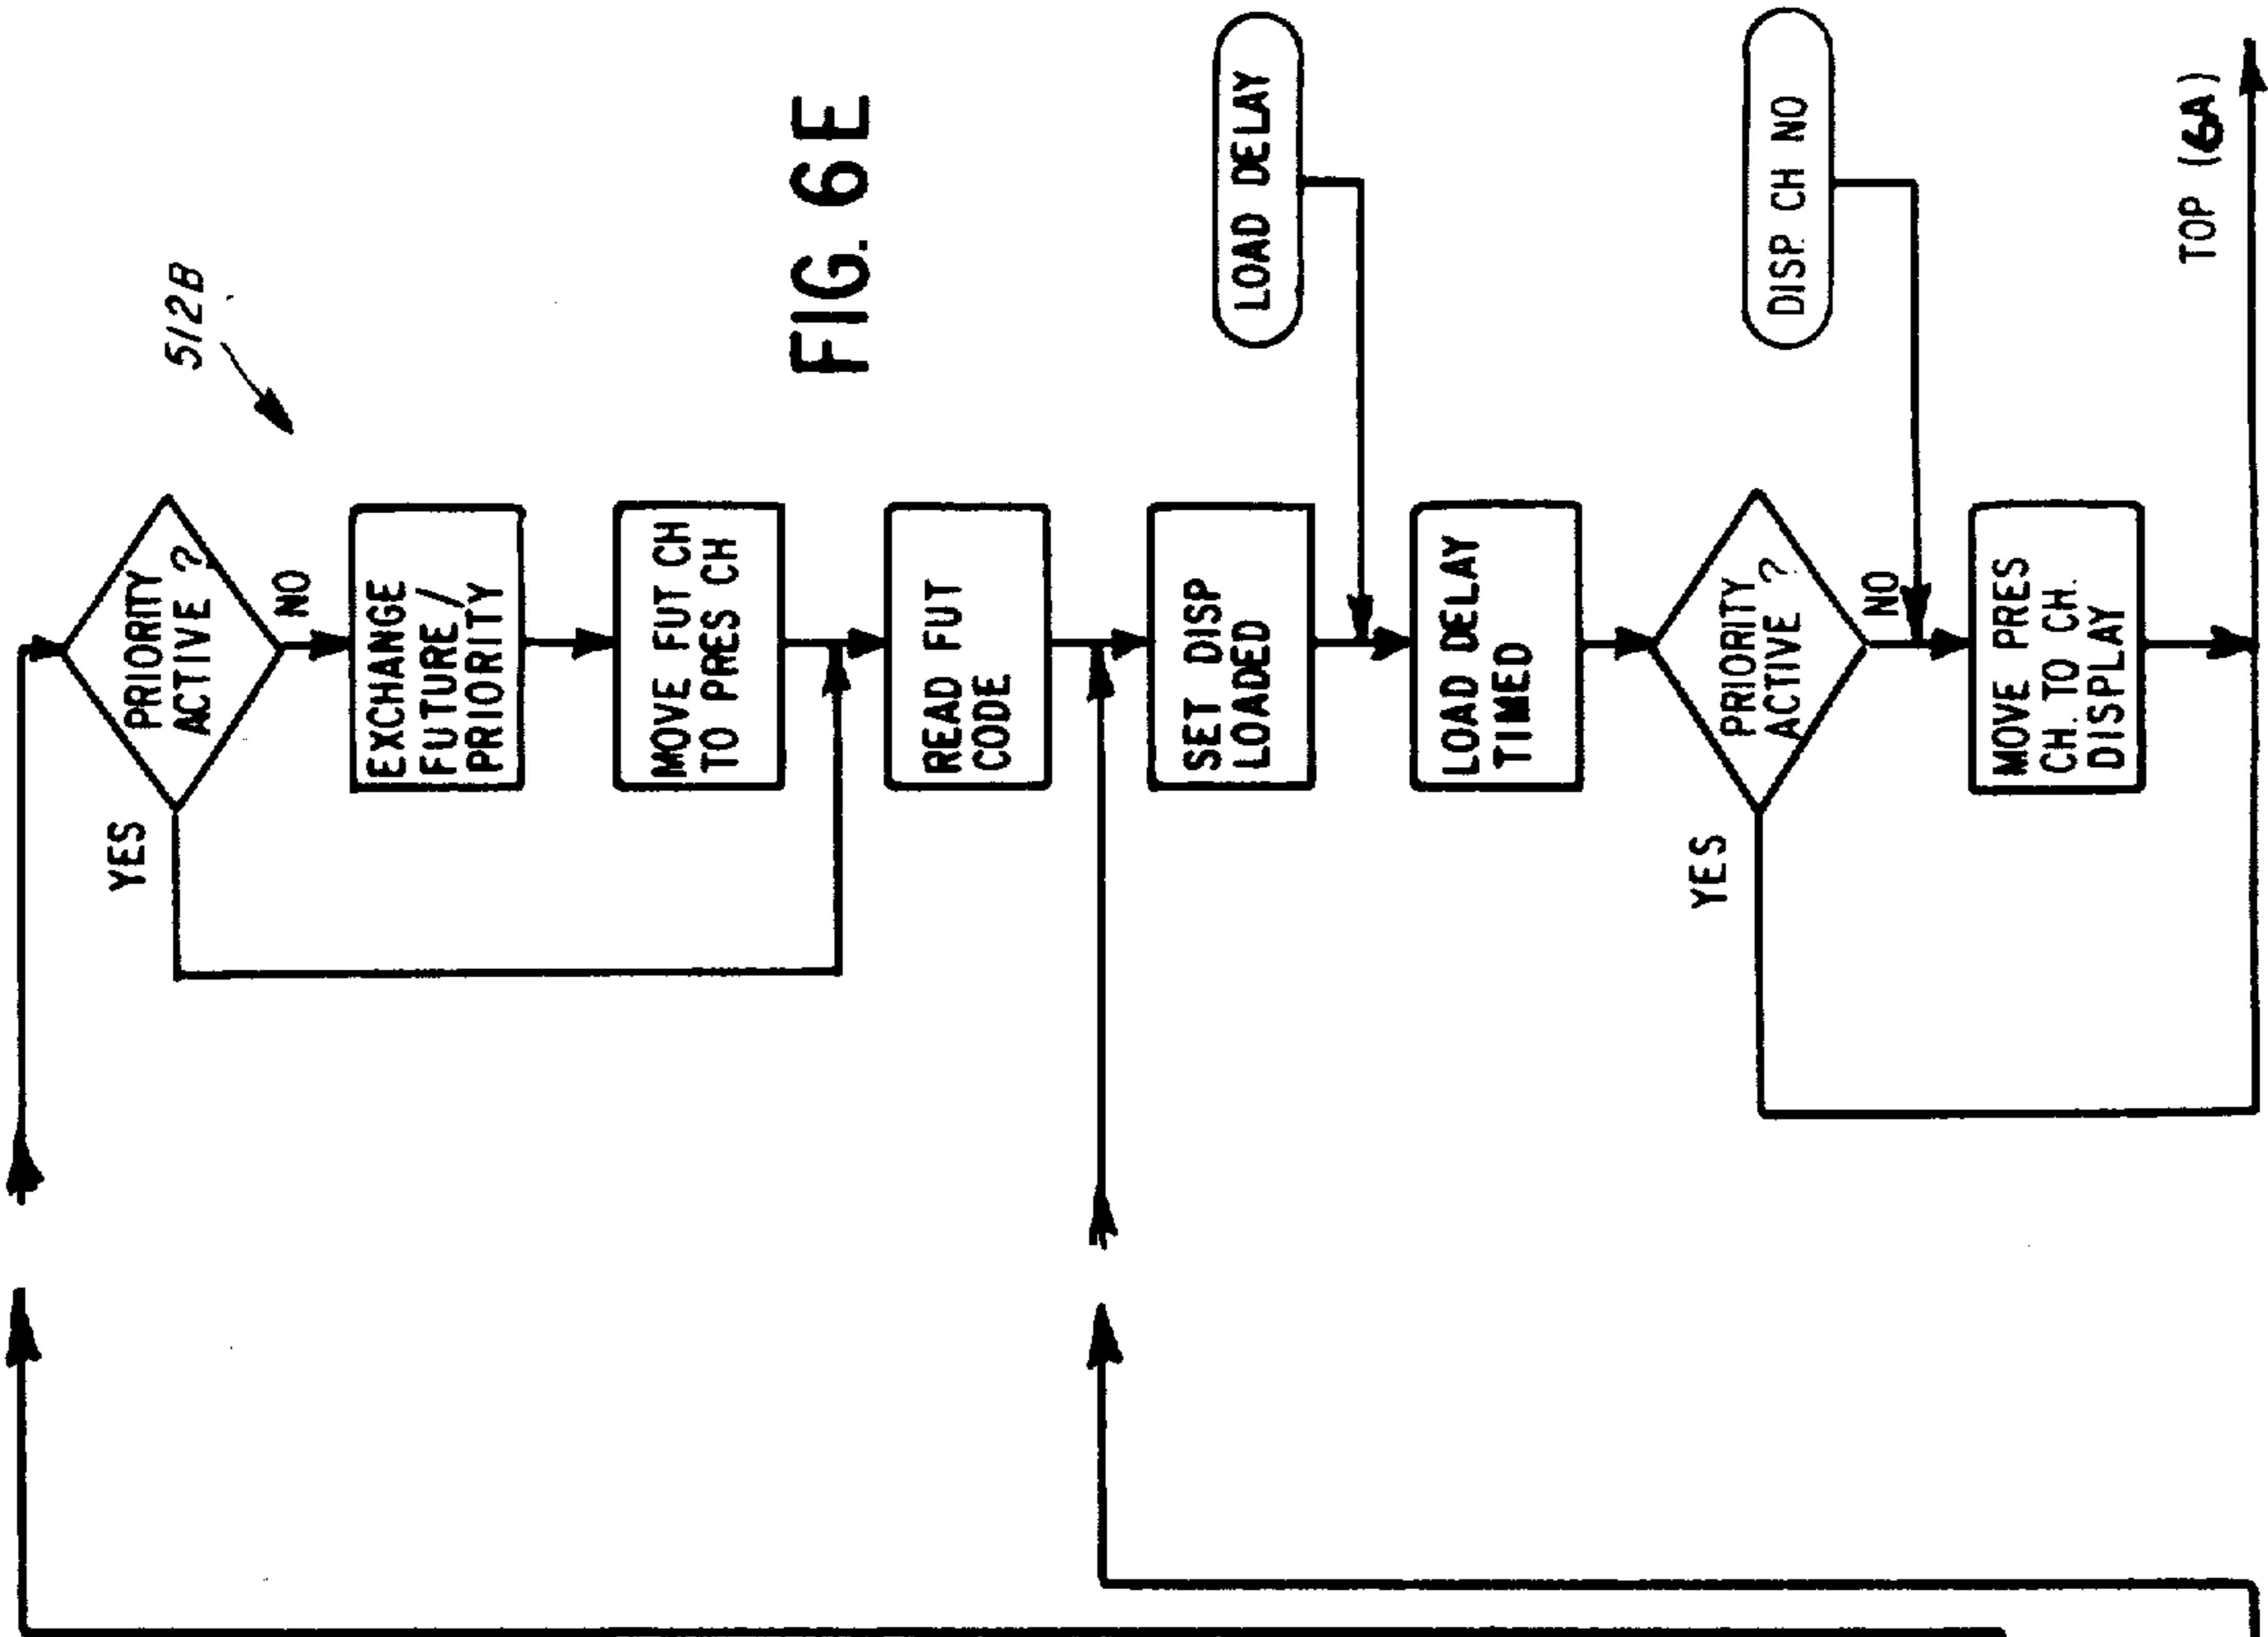 512B
PRIORITY
ACTIVE ?
YES
NO
EXCHANGE
FUTURE /
PRIORITY
MOVE FUT CH
TO PRES CH
FIG. 6E
READ FUT
CODE
SET DISP
LOADED
LOAD DELAY
LOAD DELAY
TIMED
PRIORITY
ACTIVE ?
YES
NO
DISP. CH NO
MOVE PRES
CH. TO CH.
DISPLAY
TOP (6A)